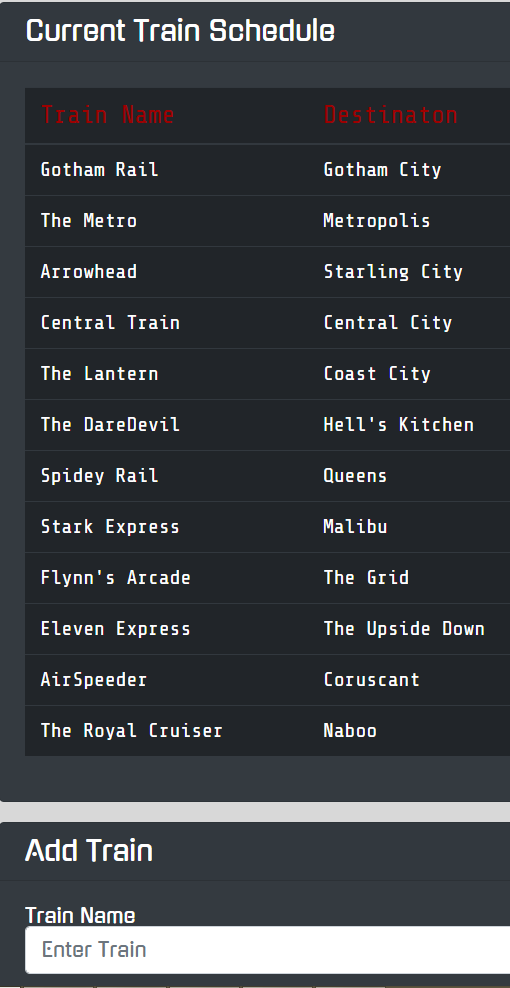 Current Train Schedule
Train Name Destinaton
Gotham Rail Gotham City
The Metro Metropolis
Arrowhead Starling City
Central Train Central City
The Lantern Coast City
The DareDevil Hell's Kitchen
Spidey Rail Queens
Stark Express Malibu
Flynn's Arcade The Grid
Eleven Express The Upside Down
AirSpeeder Coruscant
The Royal Cruiser Naboo
Add Train
Train Name
Enter Train